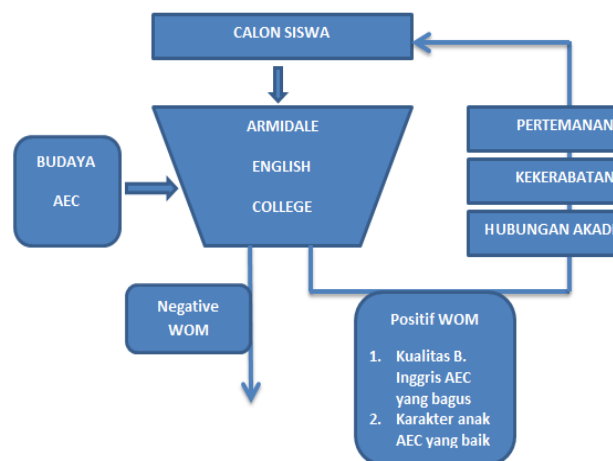 CALON SISWA
ARMIDALE
ENGLISH
COLLEGE
BUDAYA
AEC
PERTEMANAN
KEKERABATAN
HUBUNGAN
Negative
WOM
Positif WOM
1. Kualitas B.
Inggris AEC
yang bagus
2. Karakter anak
AEC yang baik